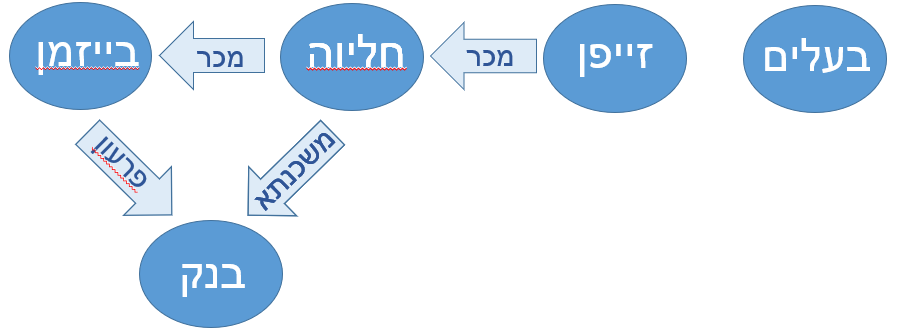 בעלים
זייפן
מכר
חליוה
מכר
בייזמן
משכנתא
פרעון
בנק